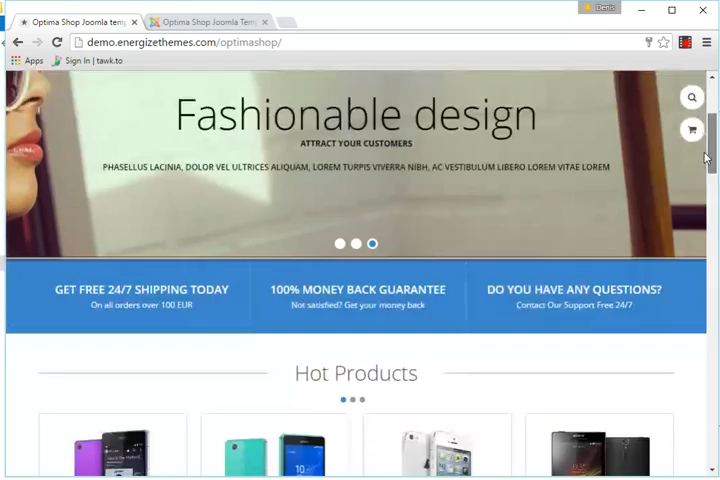 Denis
Optima Shop Joomla temp
Optima Shop Joomla Temp
demo.energizethemes.com/optimashop/
Apps
Sign In | tawk.to
Fashionable design
ATTRACT YOUR CUSTOMERS
PHASELLUS LACINIA, DOLOR VEL ULTRICES ALIQUAM, LOREM TURPIS VIVERRA NIBH, AC VESTIBULUM LIBERO LOREM VITAE LOREM
GET FREE 24/7 SHIPPING TODAY
On all orders over 100 EUR
100% MONEY BACK GUARANTEE
Not satisfied? Get your money back
DO YOU HAVE ANY QUESTIONS?
Contact Our Support Free 24/7
Hot Products